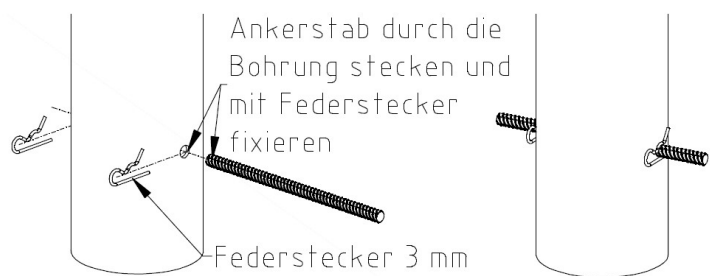 Ankerstab durch die
Bohrung stecken und
mit Federstecker
fixieren
Federstecker 3 mm